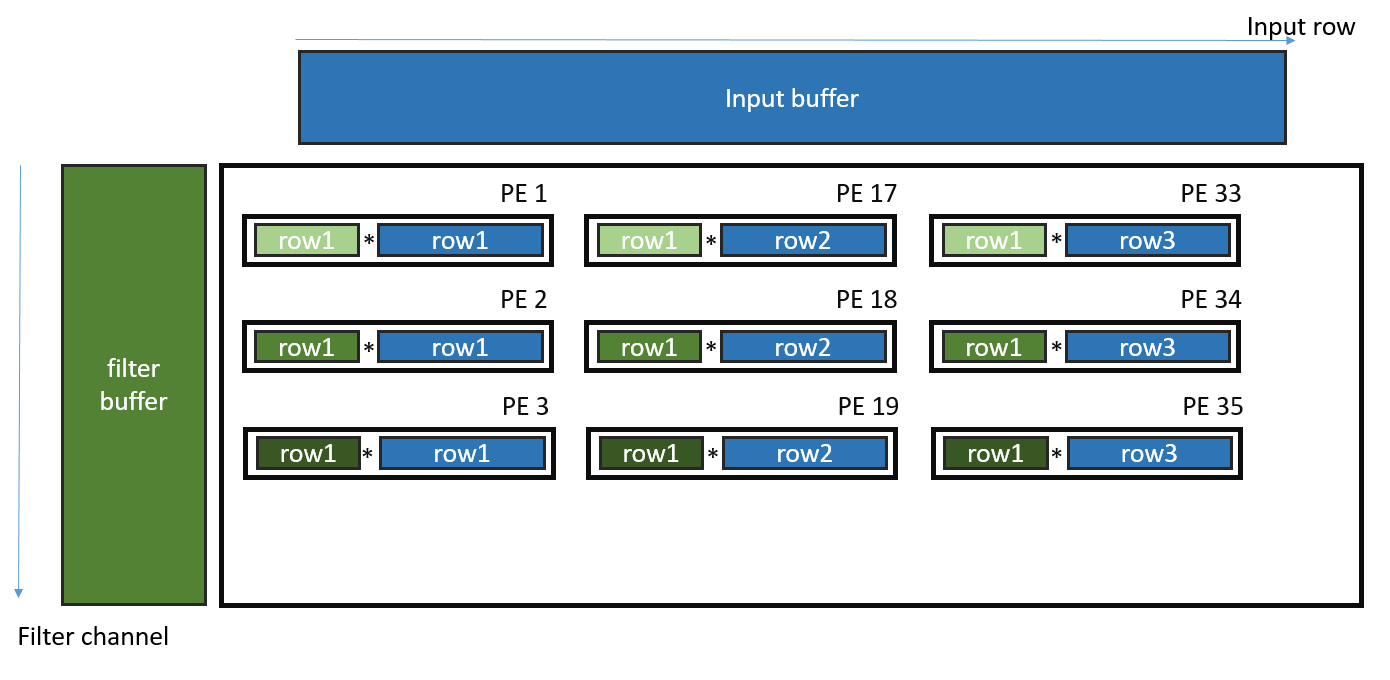 Input row
Input buffer
PE 1 PE 17 PE 33
row1 * row1 row1 * row2 row1 * row3
PE 2 PE 18 PE 34
row1 * row1 row1 * row2 row1 * row3
filter
buffer
PE 3 PE 19 PE 35
row1 * row1 row1 * row2 row1 * row3
Filter channel